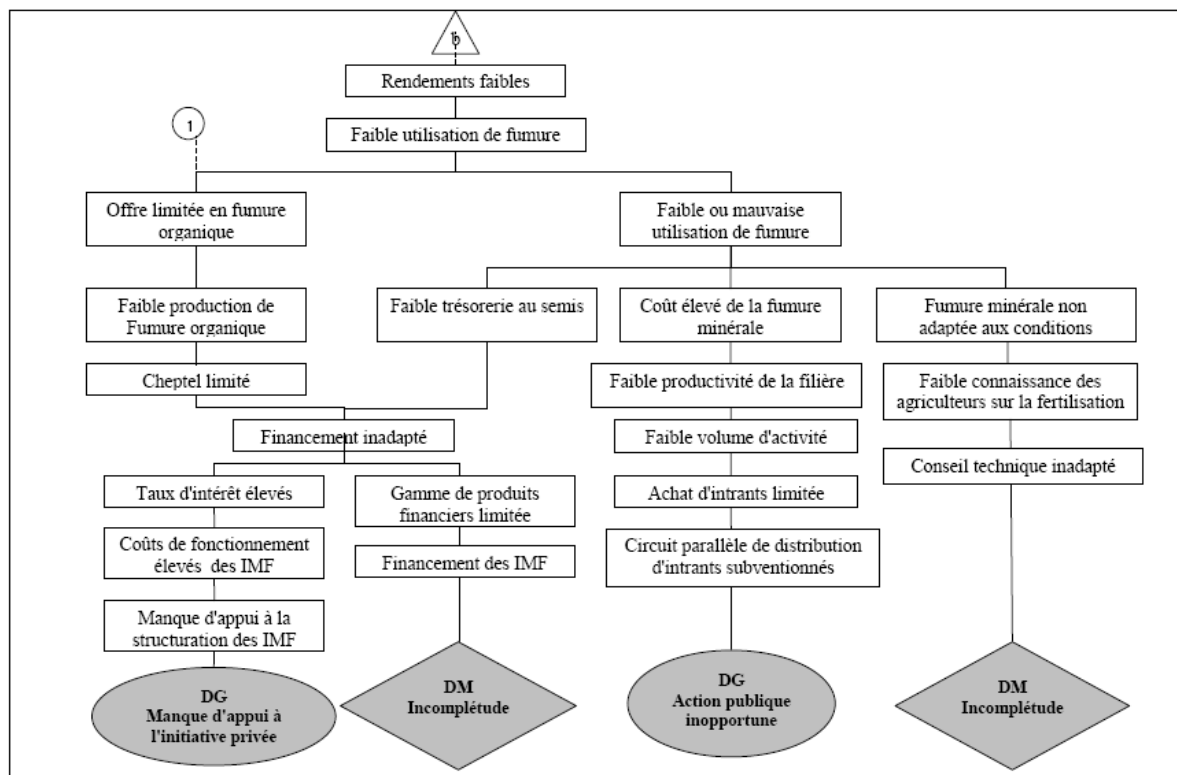 Rendements faibles
Faible utilisation de fumure
1
Offre limitée en fumure
organique
Faible ou mauvaise
utilisation de fumure
Faible production de
Fumure organique
Faible trésorerie au semis
Coût élevé de la fumure
minérale
Fumure minérale non
adaptée aux conditions
Cheptel limité
Faible productivité de la filière
Faible connaissance des
agriculteurs sur la fertilisation
Financement inadapté
Faible volume d'activité
Conseil technique inadapté
Taux d'intérêt élevés
Gamme de produits
financiers limitée
Achat d'intrants limitée
Coûts de fonctionnement
élevés des IMF
Financement des IMF
Circuit parallèle de distribution
d'intrants subventionnés
Manque d'appui à la
structuration des IMF
DG
Manque d'appui à
l'initiative privée
DM
Incomplétude
DG
Action publique
inopportune
DM
Incomplétude